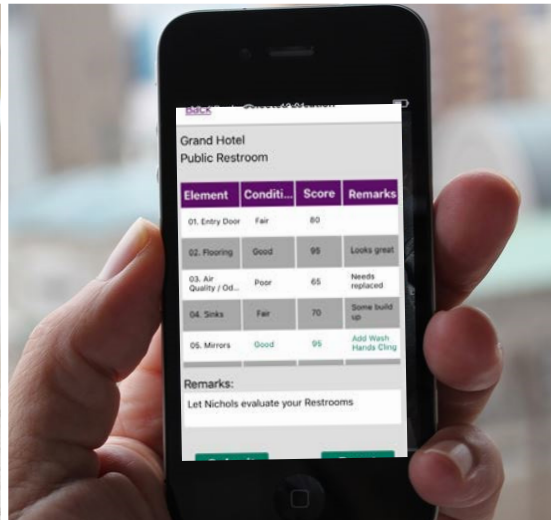 Back
Grand Hotel
Public Restroom
Element Conditi... Score Remarks
01. Entry Door Fair 80
02. Flooring Good 95 Looks great
03. Air
Quality / Od... Poor 65 Needs
replaced
04. Sinks Fair 70 Some build
up
05. Mirrors Good 95 Add Wash
Hands Cling
Remarks:
Let Nichols evaluate your Restrooms